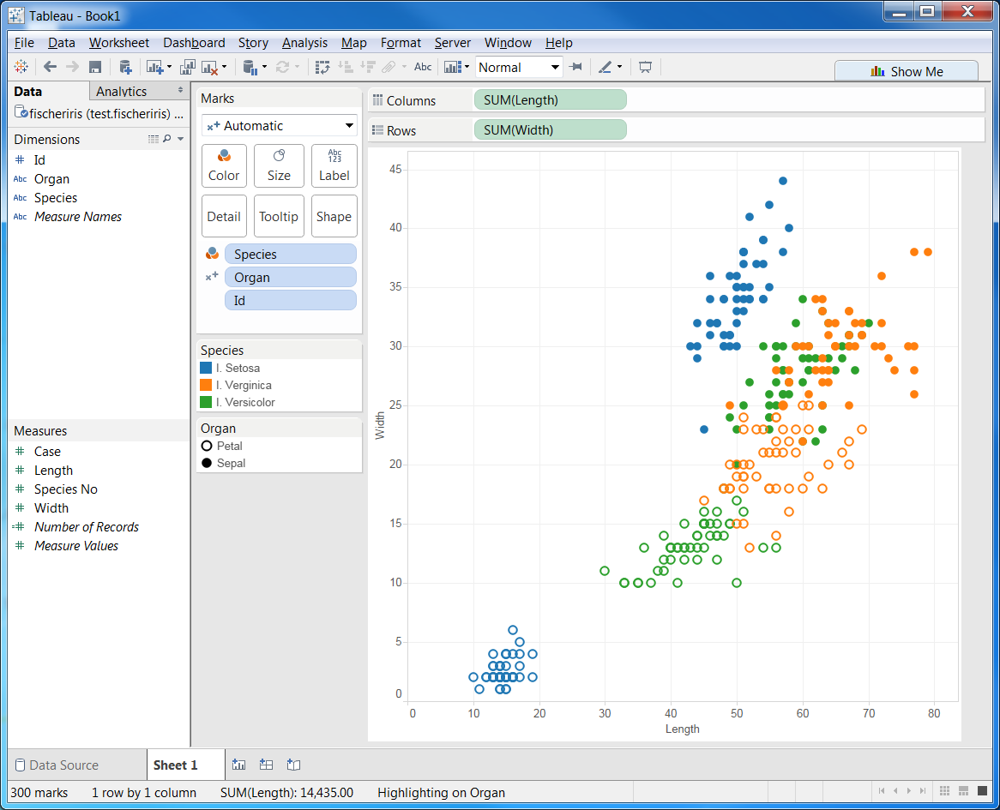 Tableau - Book1
File Data Worksheet Dashboard Story Analysis Map Format Server Window Help
Abc Normal Show Me
Data Analytics
fischeriris (test.fischeriris) ...
Dimensions
# Id
Abc Organ
Abc Species
Abc Measure Names
Measures
# Case
# Length
# Species No
# Width
=# Number of Records
# Measure Values
Marks
Automatic
Color Size Abc 123 Label
Detail Tooltip Shape
Species
Organ
Id
Species
I. Setosa
I. Verginica
I. Versicolor
Organ
Petal
Sepal
Columns SUM(Length)
Rows SUM(Width)
45
40
35
30
25
20
15
10
5
0
Width
0 10 20 30 40 50 60 70 80
Length
Data Source Sheet 1
300 marks 1 row by 1 column SUM(Length): 14,435.00 Highlighting on Organ